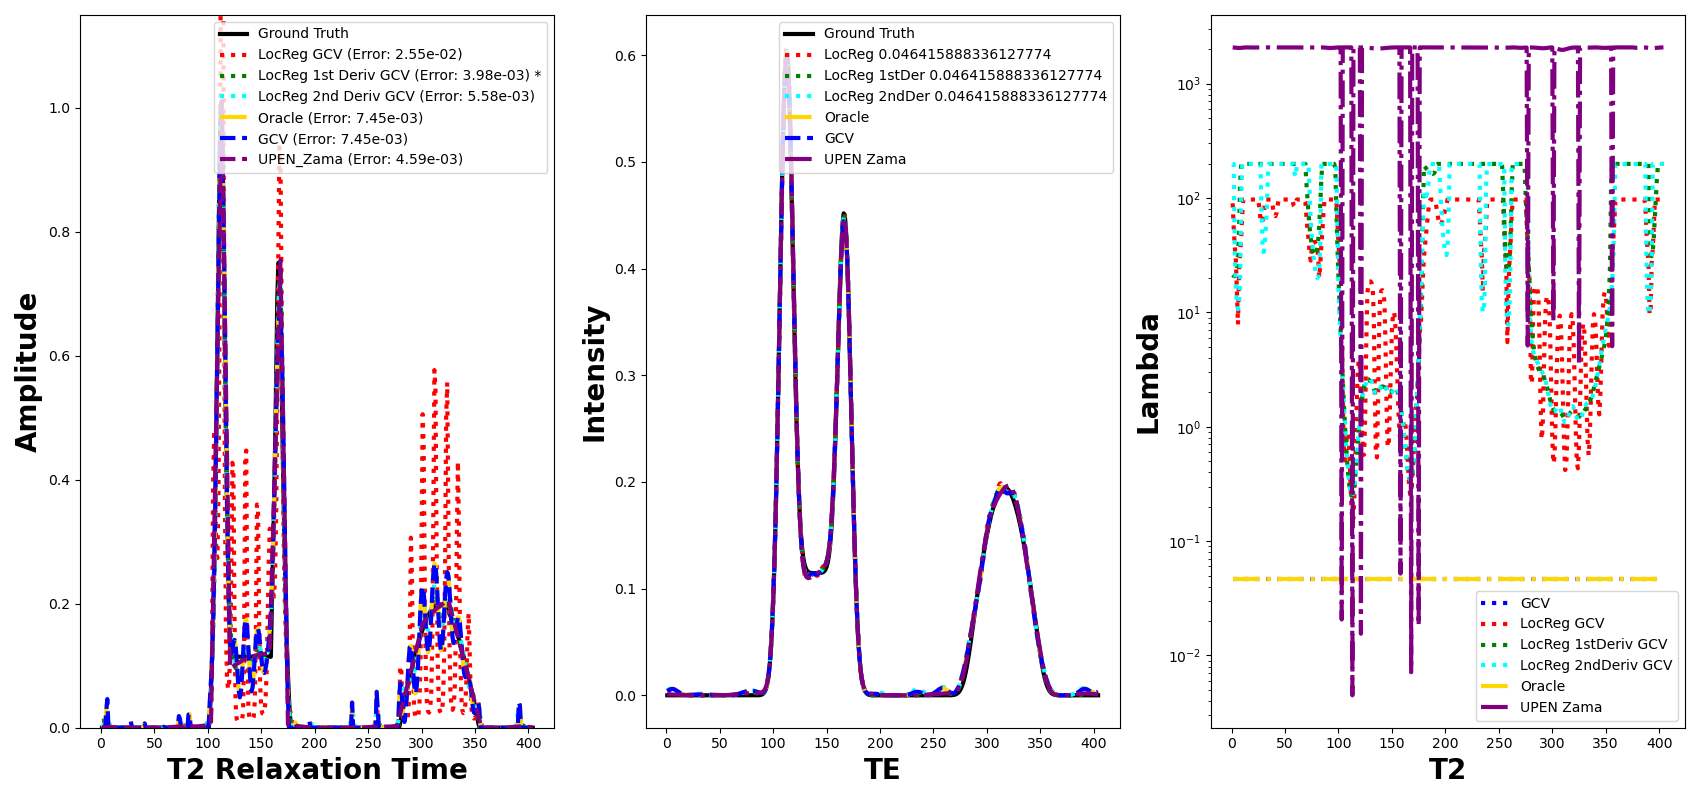 Ground Truth
LocReg GCV (Error: 2.55e-02)
LocReg 1st Deriv GCV (Error: 3.98e-03) *
LocReg 2nd Deriv GCV (Error: 5.58e-03)
Oracle (Error: 7.45e-03)
GCV (Error: 7.45e-03)
UPEN_Zama (Error: 4.59e-03)
1.0
0.8
0.6
0.4
0.2
0.0
Amplitude
0 50 100 150 200 250 300 350 400
T2 Relaxation Time
Ground Truth
LocReg 0.046415888336127774
LocReg 1stDer 0.046415888336127774
LocReg 2ndDer 0.046415888336127774
Oracle
GCV
UPEN Zama
0.6
0.5
0.4
0.3
0.2
0.1
0.0
Intensity
0 50 100 150 200 250 300 350 400
TE
10³
10²
10¹
10⁰
10⁻¹
10⁻²
Lambda
GCV
LocReg GCV
LocReg 1stDeriv GCV
LocReg 2ndDeriv GCV
Oracle
UPEN Zama
0 50 100 150 200 250 300 350 400
T2